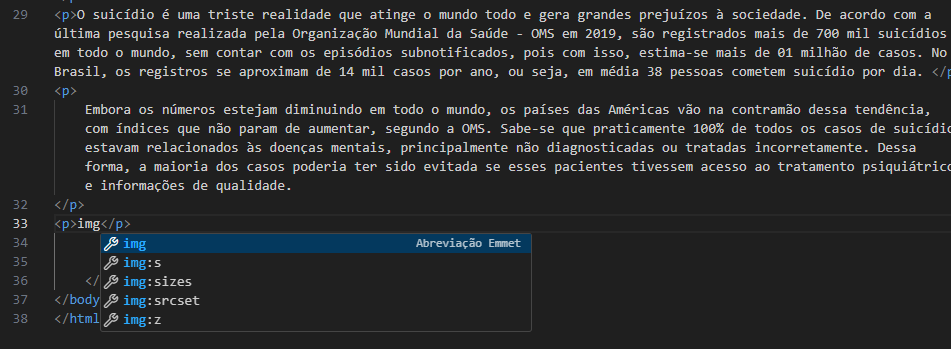 29 <p>O suicídio é uma triste realidade que atinge o mundo todo e gera grandes prejuízos à sociedade. De acordo com a
última pesquisa realizada pela Organização Mundial da Saúde - OMS em 2019, são registrados mais de 700 mil suicídios
em todo o mundo, sem contar com os episódios subnotificados, pois com isso, estima-se mais de 01 milhão de casos. No
Brasil, os registros se aproximam de 14 mil casos por ano, ou seja, em média 38 pessoas cometem suicídio por dia. </p
30 <p>
31 Embora os números estejam diminuindo em todo o mundo, os países das Américas vão na contramão dessa tendência,
com índices que não param de aumentar, segundo a OMS. Sabe-se que praticamente 100% de todos os casos de suicídio
estavam relacionados às doenças mentais, principalmente não diagnosticadas ou tratadas incorretamente. Dessa
forma, a maioria dos casos poderia ter sido evitada se esses pacientes tivessem acesso ao tratamento psiquiátrico
e informações de qualidade.
32 </p>
33 <p>img</p>
34 img Abreviação Emmet
35 img:s
36 </ img:sizes
37 </body img:srcset
38 </html img:z